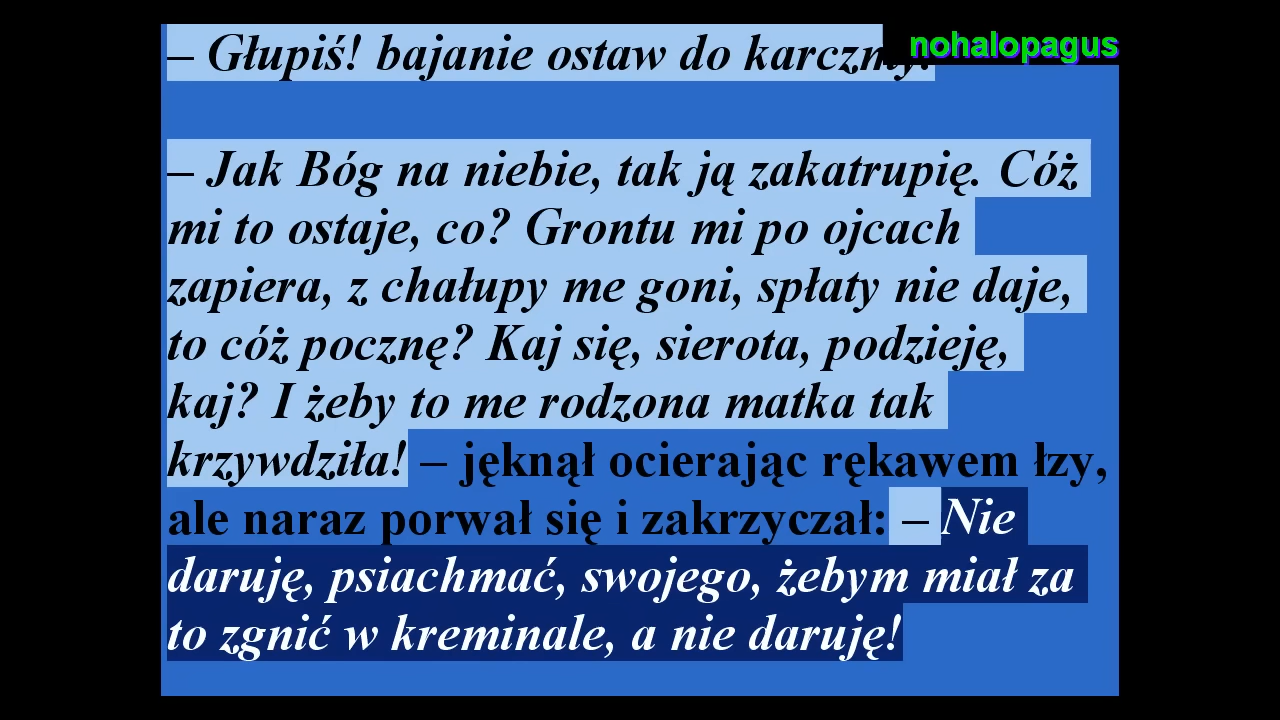 – Głupiś! bajanie ostaw do karczmy.
nohalopagus
– Jak Bóg na niebie, tak ją zakatrupię. Cóż
mi to ostaje, co? Grontu mi po ojcach
zapiera, z chałupy me goni, spłaty nie daje,
to cóż pocznę? Kaj się, sierota, podzieję,
kaj? I żeby to me rodzona matka tak
krzywdziła! – jęknął ocierając rękawem łzy,
ale naraz porwał się i zakrzyczał: – Nie
daruję, psiachmać, swojego, żebym miał za
to zgnić w kreminale, a nie daruję!